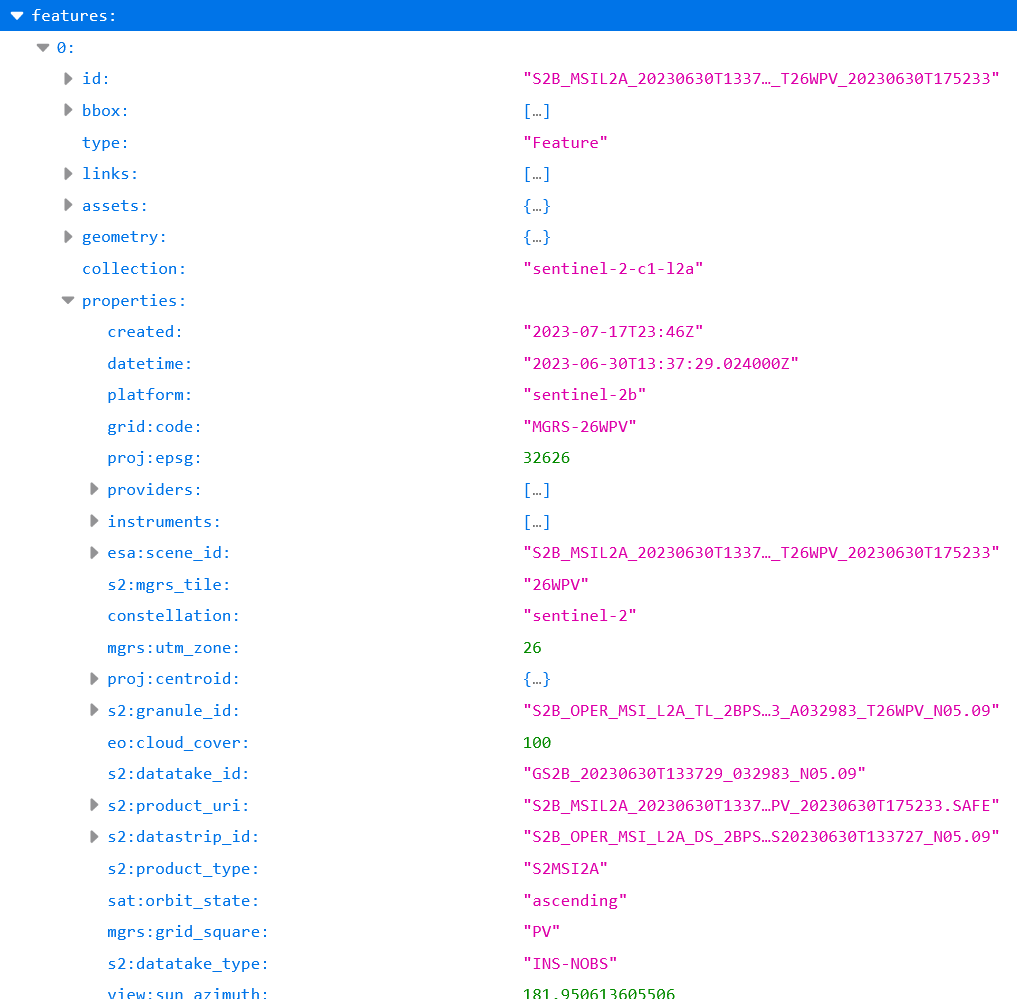 features:
0:
id: "S2B_MSIL2A_20230630T1337…_T26WPV_20230630T175233"
bbox: […]
type: "Feature"
links: […]
assets: {…}
geometry: {…}
collection: "sentinel-2-c1-l2a"
properties:
created: "2023-07-17T23:46Z"
datetime: "2023-06-30T13:37:29.024000Z"
platform: "sentinel-2b"
grid:code: "MGRS-26WPV"
proj:epsg: 32626
providers: […]
instruments: […]
esa:scene_id: "S2B_MSIL2A_20230630T1337…_T26WPV_20230630T175233"
s2:mgrs_tile: "26WPV"
constellation: "sentinel-2"
mgrs:utm_zone: 26
proj:centroid: {…}
s2:granule_id: "S2B_OPER_MSI_L2A_TL_2BPS…3_A032983_T26WPV_N05.09"
eo:cloud_cover: 100
s2:datatake_id: "GS2B_20230630T133729_032983_N05.09"
s2:product_uri: "S2B_MSIL2A_20230630T1337…PV_20230630T175233.SAFE"
s2:datastrip_id: "S2B_OPER_MSI_L2A_DS_2BPS…S20230630T133727_N05.09"
s2:product_type: "S2MSI2A"
sat:orbit_state: "ascending"
mgrs:grid_square: "PV"
s2:datatake_type: "INS-NOBS"
view:sun_azimuth: 181.950613605506